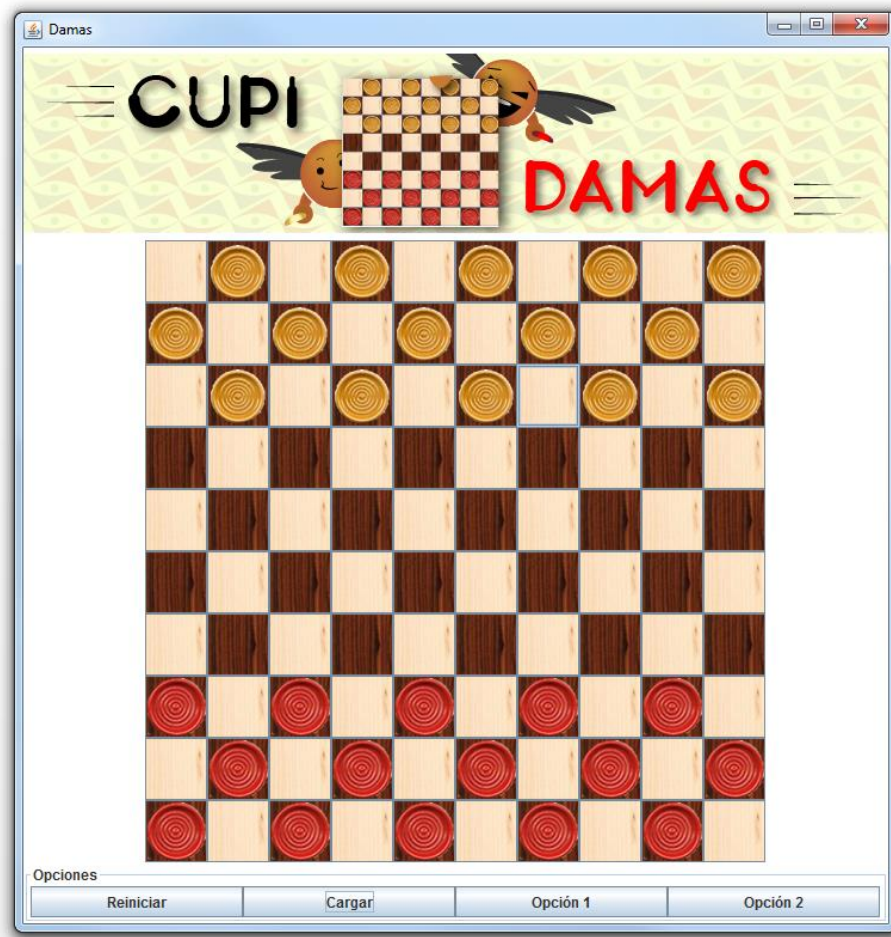 Damas
CUPI
DAMAS
Opciones
Reiniciar
Cargar
Opción 1
Opción 2